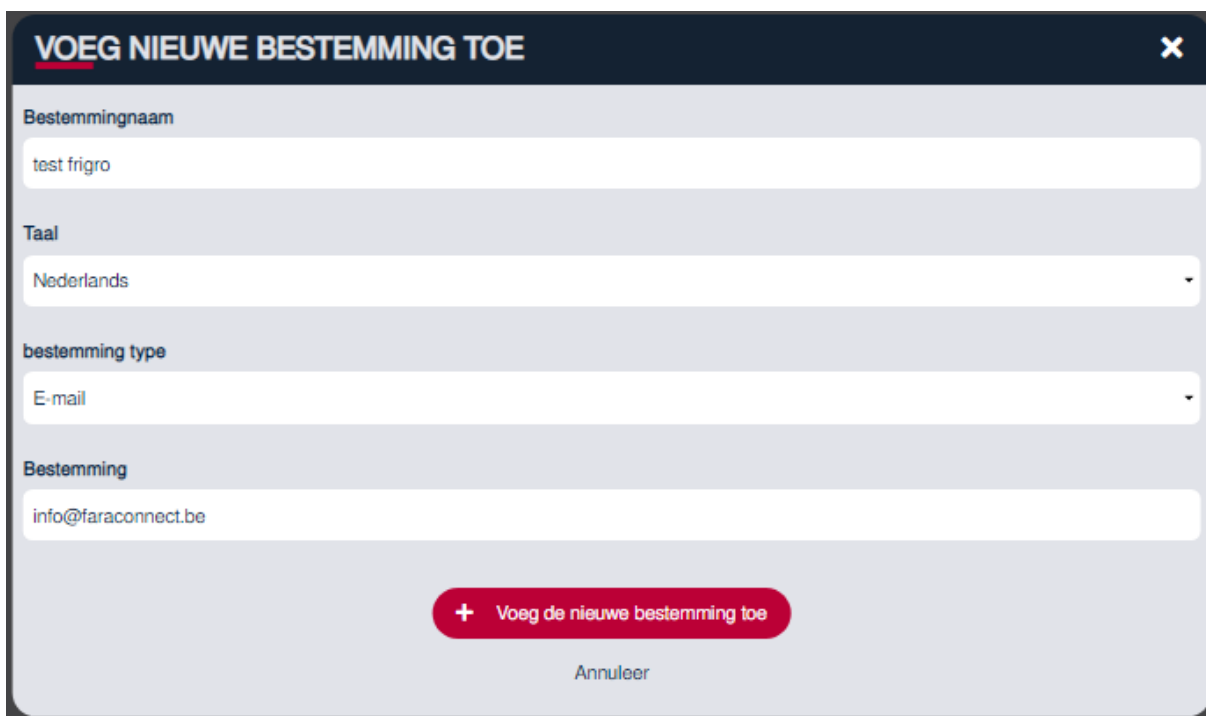 VOEG NIEUWE BESTEMMING TOE
Bestemmingnaam
test frigro
Taal
Nederlands
bestemming type
E-mail
Bestemming
info@faraconnect.be
+ Voeg de nieuwe bestemming toe
Annuleer